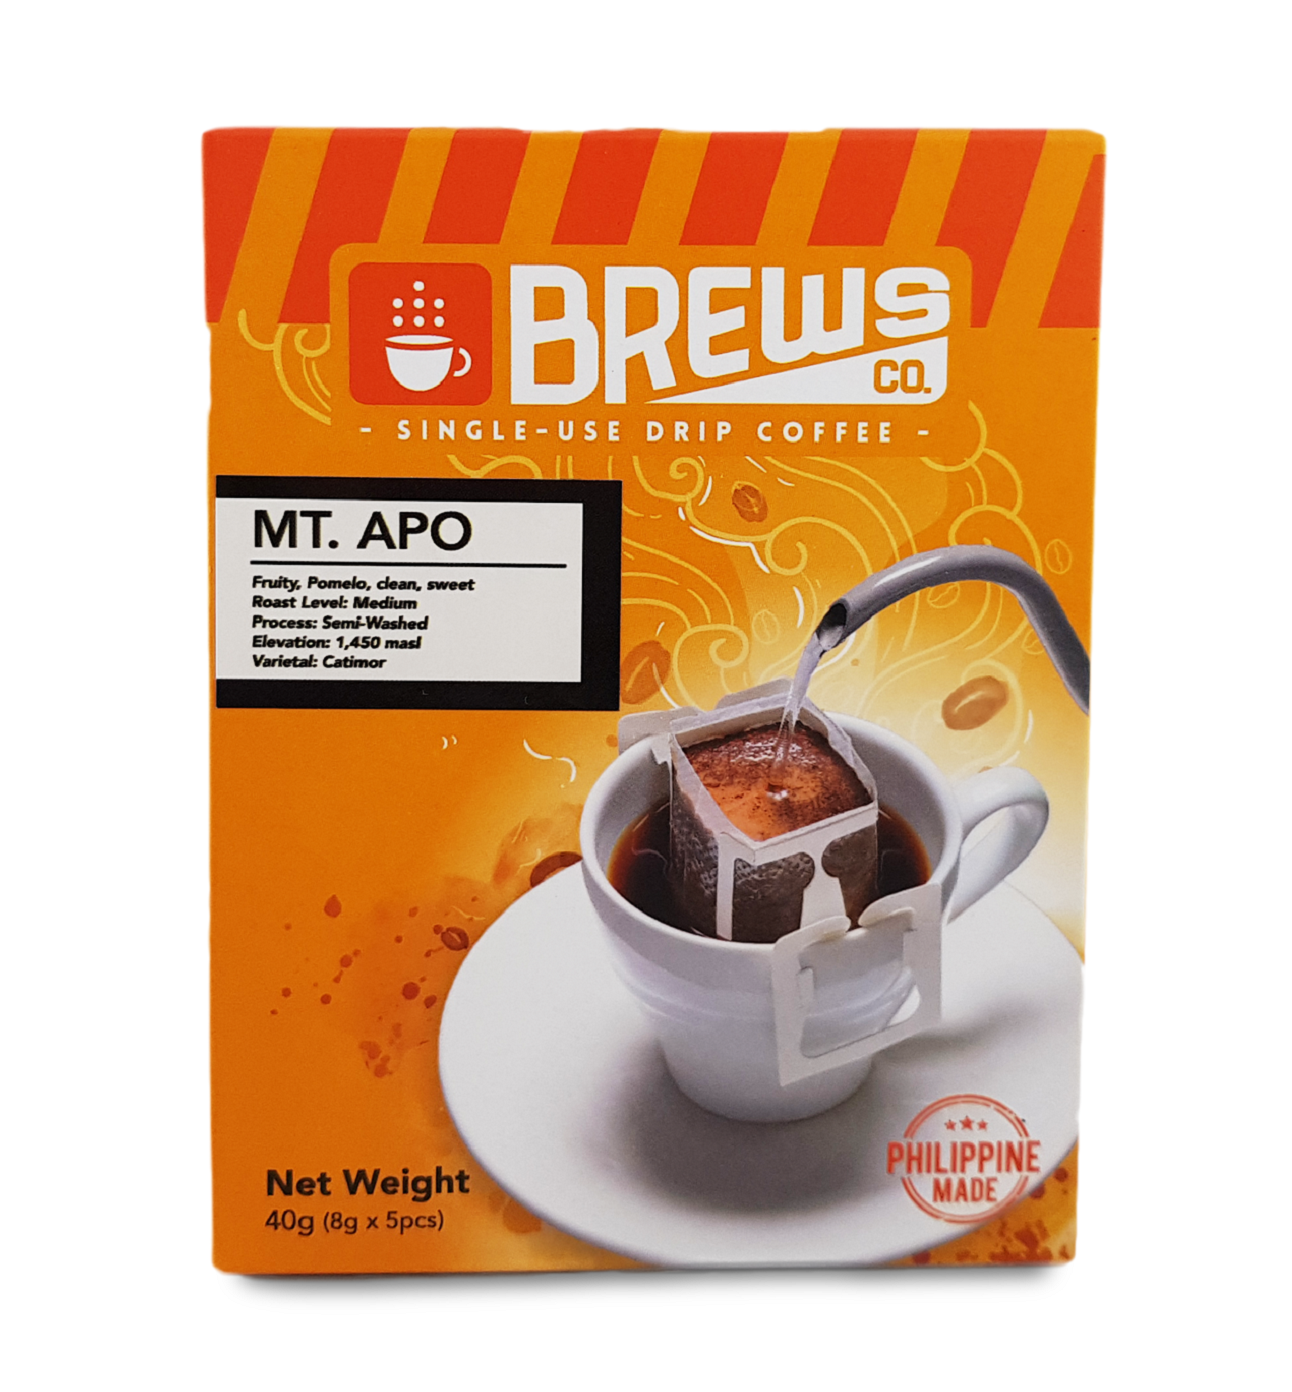 BREWS
CO.
- SINGLE-USE DRIP COFFEE -
MT. APO
Fruity, Pomelo, clean, sweet
Roast Level: Medium
Process: Semi-Washed
Elevation: 1,450 masl
Varietal: Catimor
Net Weight
40g (8g x 5pcs)
PHILIPPINE
MADE